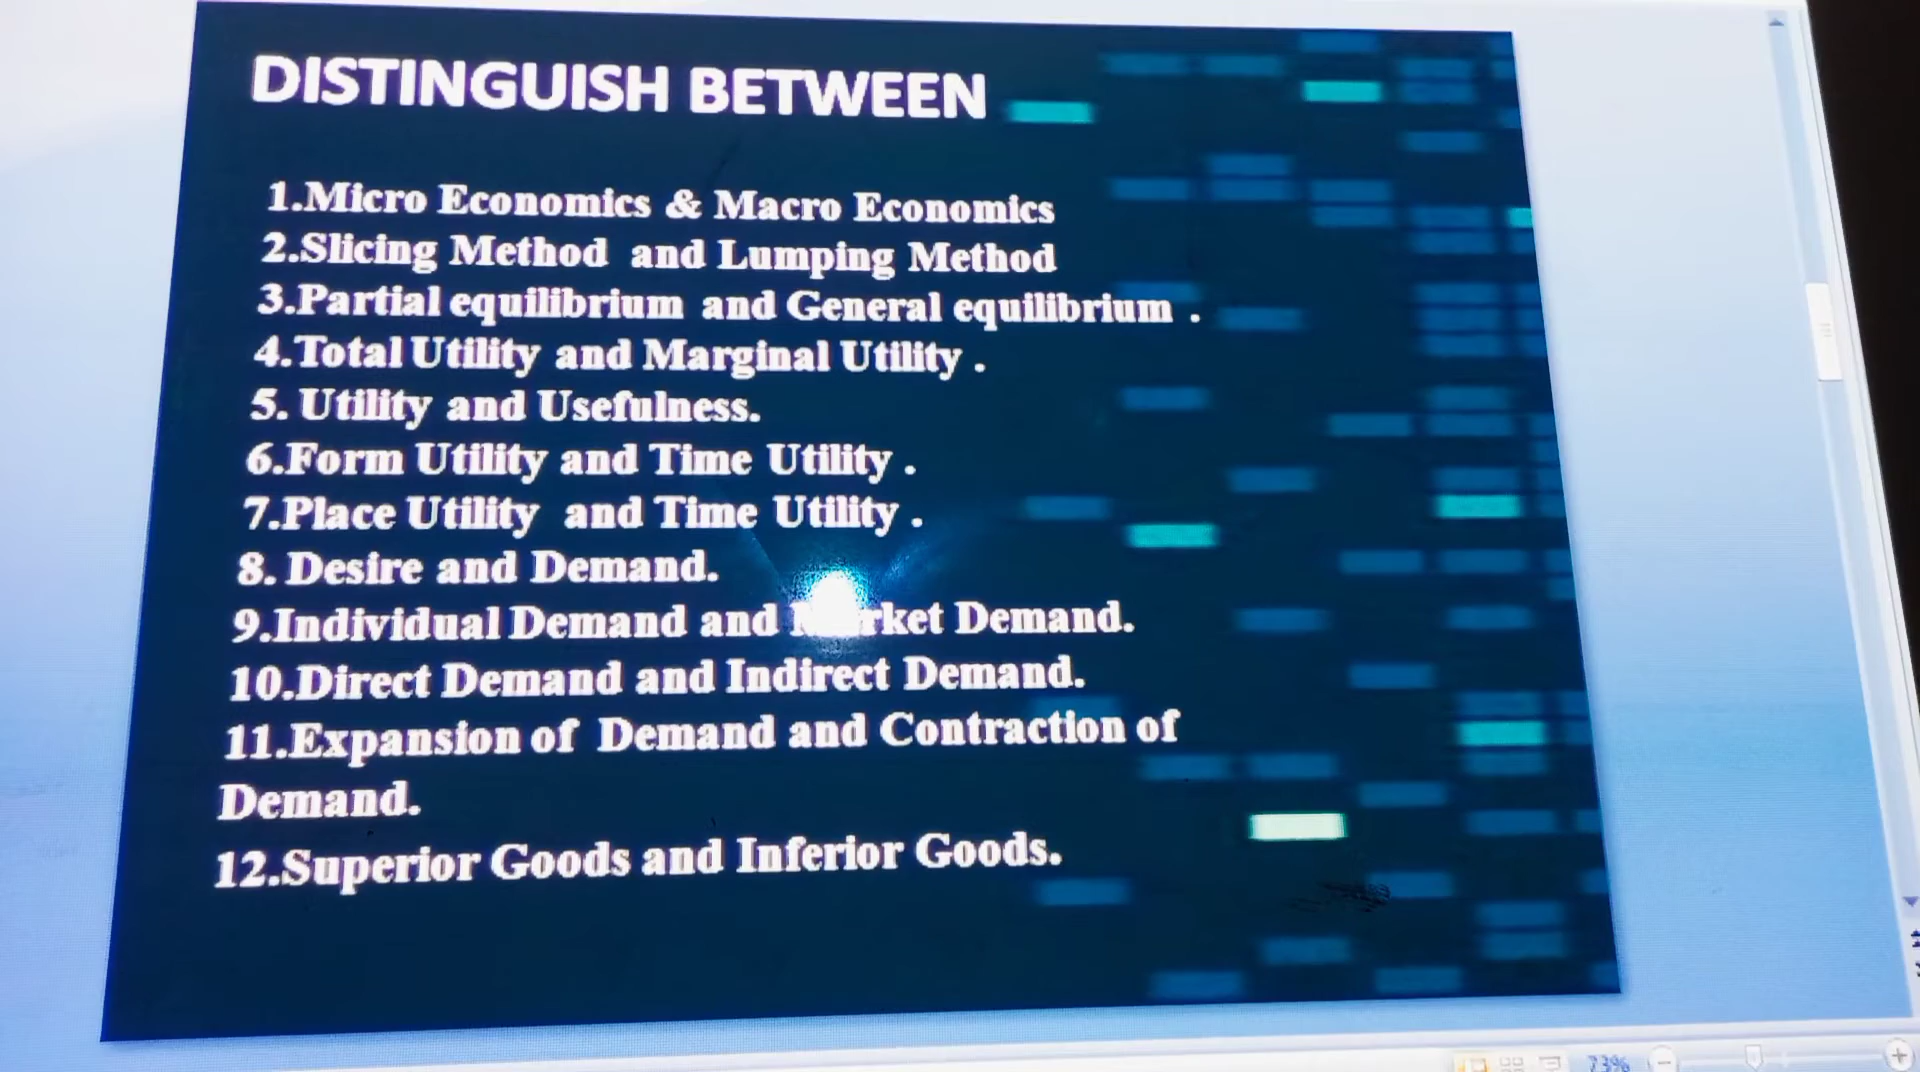 DISTINGUISH BETWEEN
1.Micro Economics & Macro Economics
2.Slicing Method and Lumping Method
3.Partial equilibrium and General equilibrium .
4.Total Utility and Marginal Utility .
5. Utility and Usefulness.
6.Form Utility and Time Utility .
7.Place Utility and Time Utility .
8. Desire and Demand.
9.Individual Demand and Market Demand.
10.Direct Demand and Indirect Demand.
11.Expansion of Demand and Contraction of
Demand.
12.Superior Goods and Inferior Goods.
73%